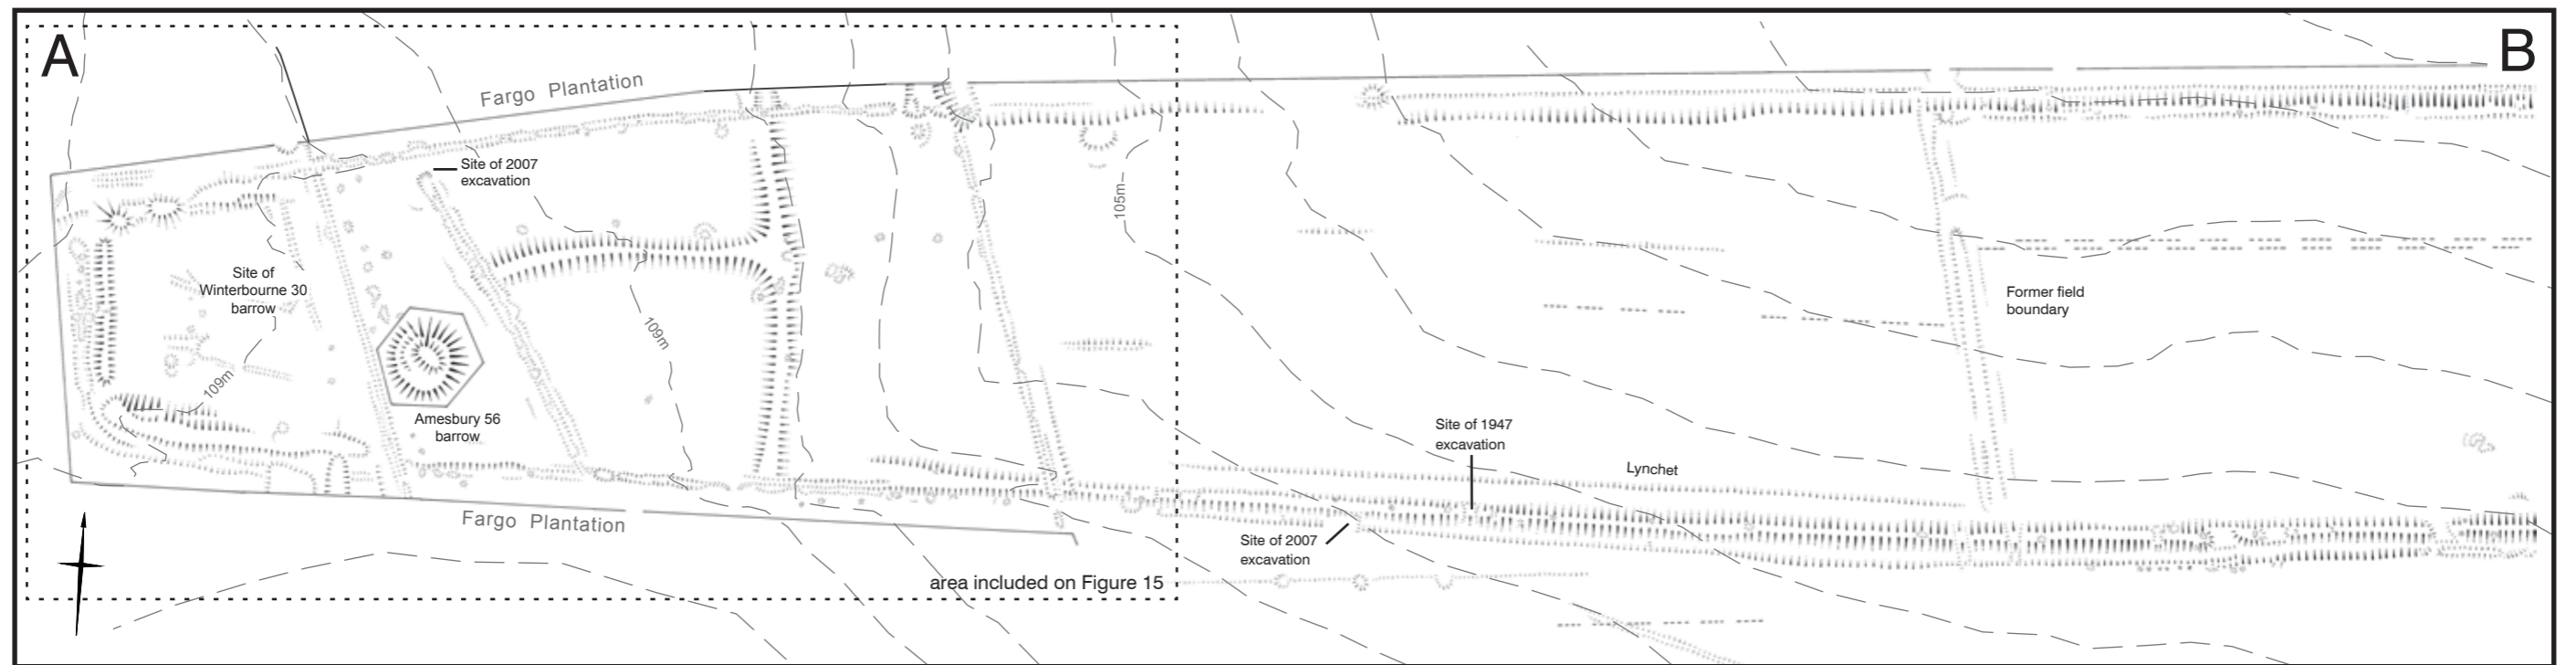 A
B
Fargo Plantation
Site of 2007
excavation
105m
Site of
Winterbourne 30
barrow
Former field
boundary
109m
109m
Amesbury 56
barrow
Site of 1947
excavation
Lynchet
Fargo Plantation
Site of 2007
excavation
area included on Figure 15